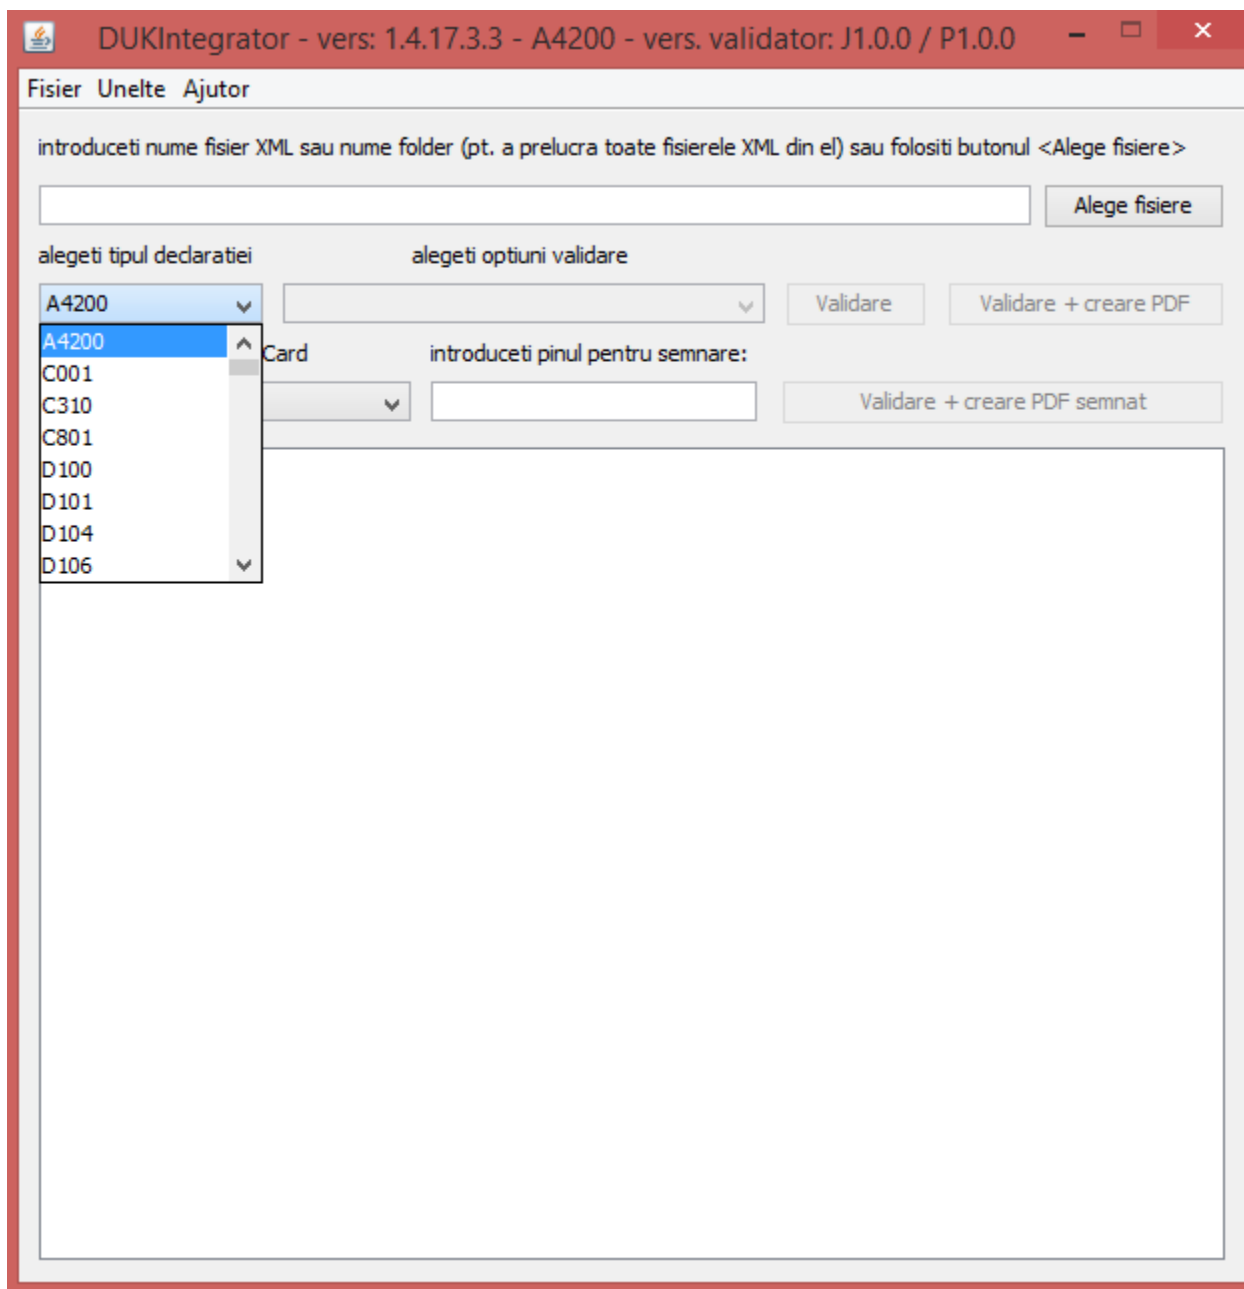 DUKIntegrator - vers: 1.4.17.3.3 - A4200 - vers. validator: J1.0.0 / P1.0.0
Fisier Unelte Ajutor
introduceti nume fisier XML sau nume folder (pt. a prelucra toate fisierele XML din el) sau folositi butonul <Alege fisiere>
Alege fisiere
alegeti tipul declaratiei alegeti optiuni validare
A4200 Validare Validare + creare PDF
A4200
Card introduceti pinul pentru semnare:
C001
C310 Validare + creare PDF semnat
C801
D100
D101
D104
D106